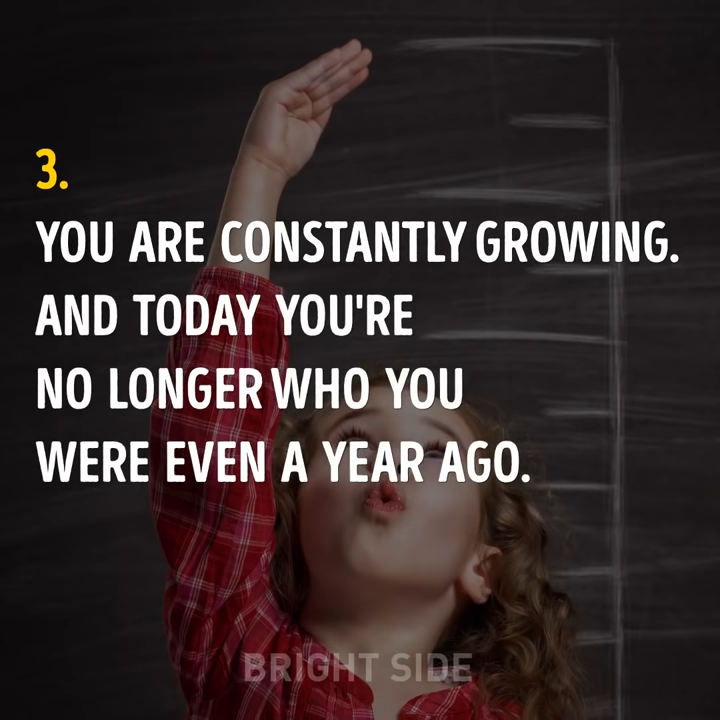 3.
YOU ARE CONSTANTLY GROWING.
AND TODAY YOU'RE
NO LONGER WHO YOU
WERE EVEN A YEAR AGO.
BRIGHT SIDE